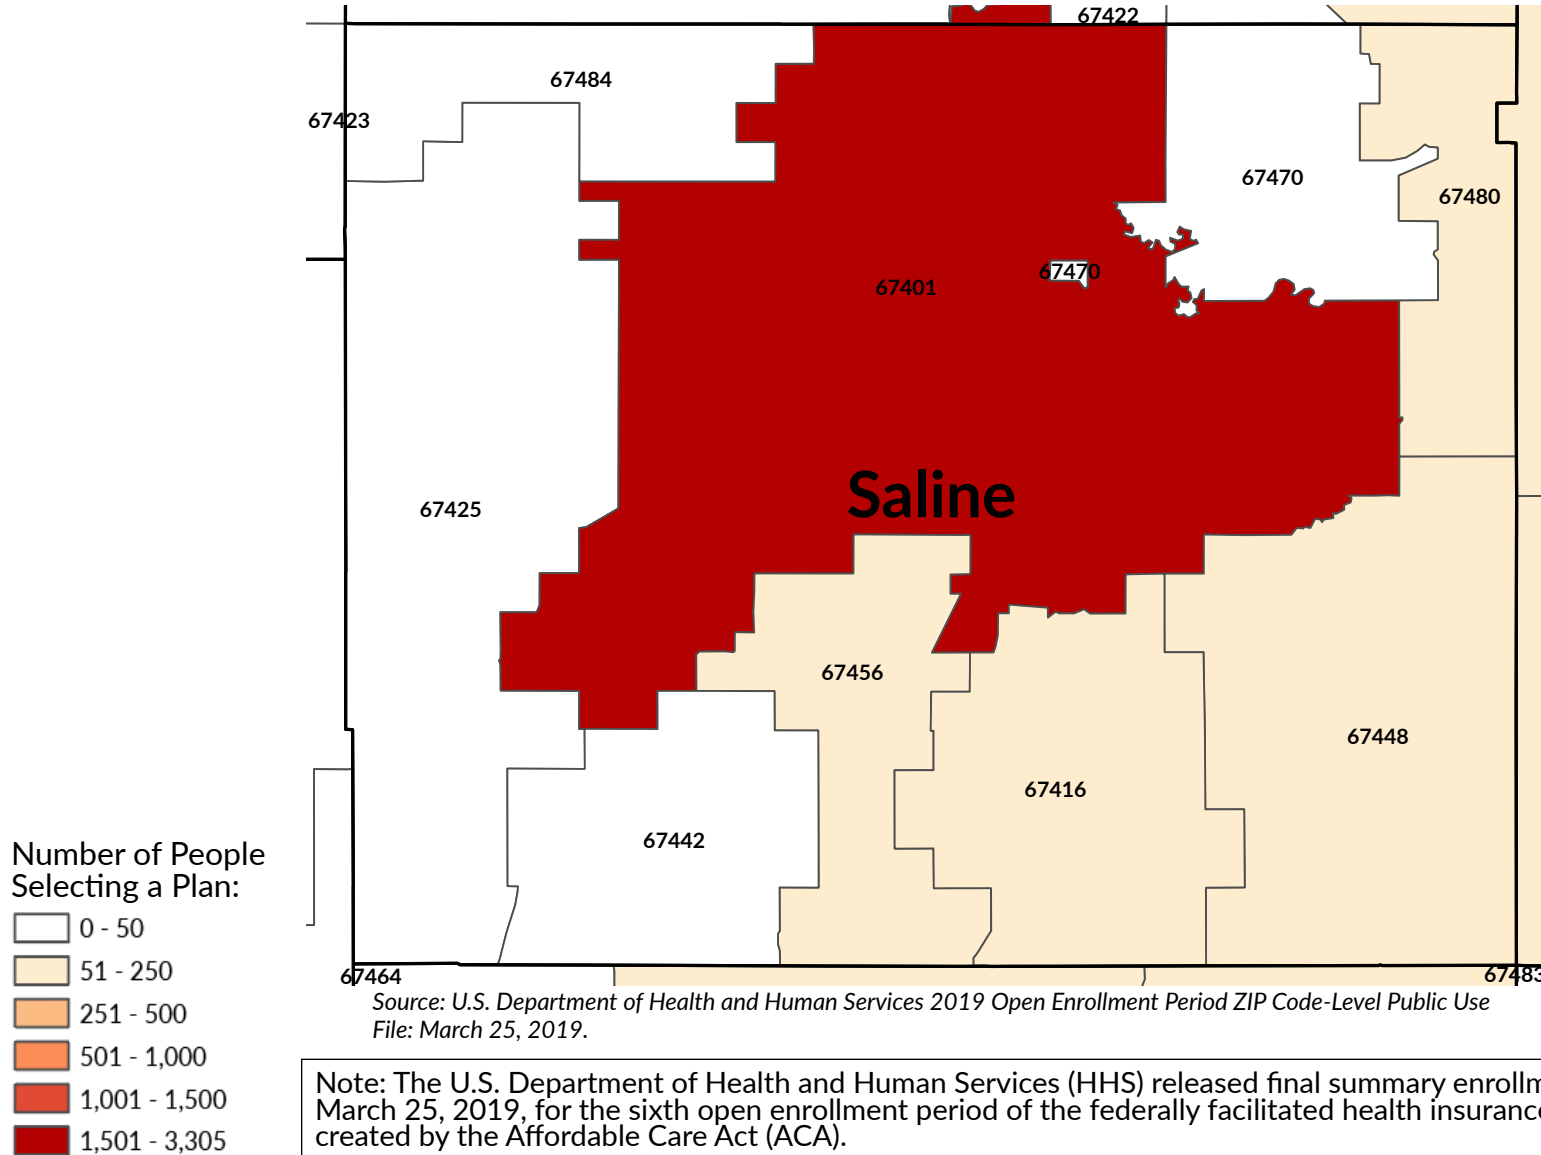 67422
67484
67423
67470
67480
67470
67401
Saline
67425
67456
67448
67416
67442
Number of People
Selecting a Plan:
0 - 50
51 - 250
251 - 500
501 - 1,000
1,001 - 1,500
1,501 - 3,305
67464
67483
Source: U.S. Department of Health and Human Services 2019 Open Enrollment Period ZIP Code-Level Public Use
File: March 25, 2019.
Note: The U.S. Department of Health and Human Services (HHS) released final summary enrollm
March 25, 2019, for the sixth open enrollment period of the federally facilitated health insuranc
created by the Affordable Care Act (ACA).